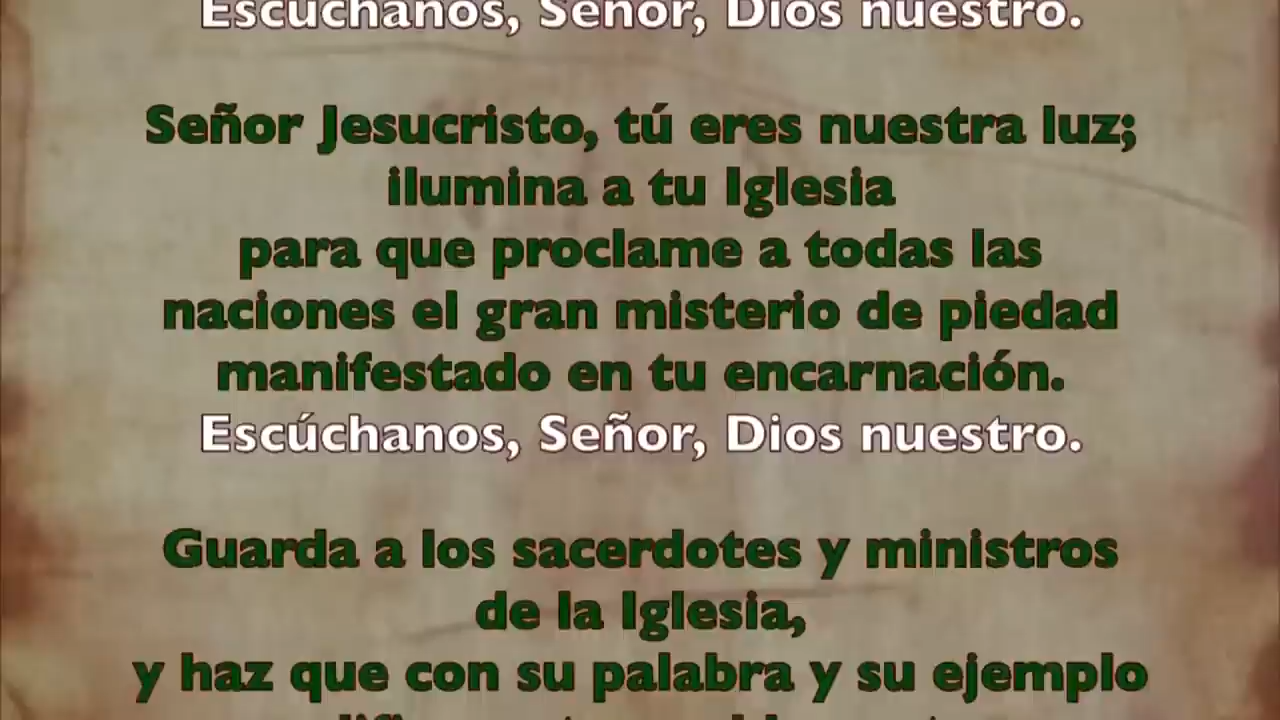 Escúchanos, Señor, Dios nuestro.
Señor Jesucristo, tú eres nuestra luz;
ilumina a tu Iglesia
para que proclame a todas las
naciones el gran misterio de piedad
manifestado en tu encarnación.
Escúchanos, Señor, Dios nuestro.
Guarda a los sacerdotes y ministros
de la Iglesia,
y haz que con su palabra y su ejemplo